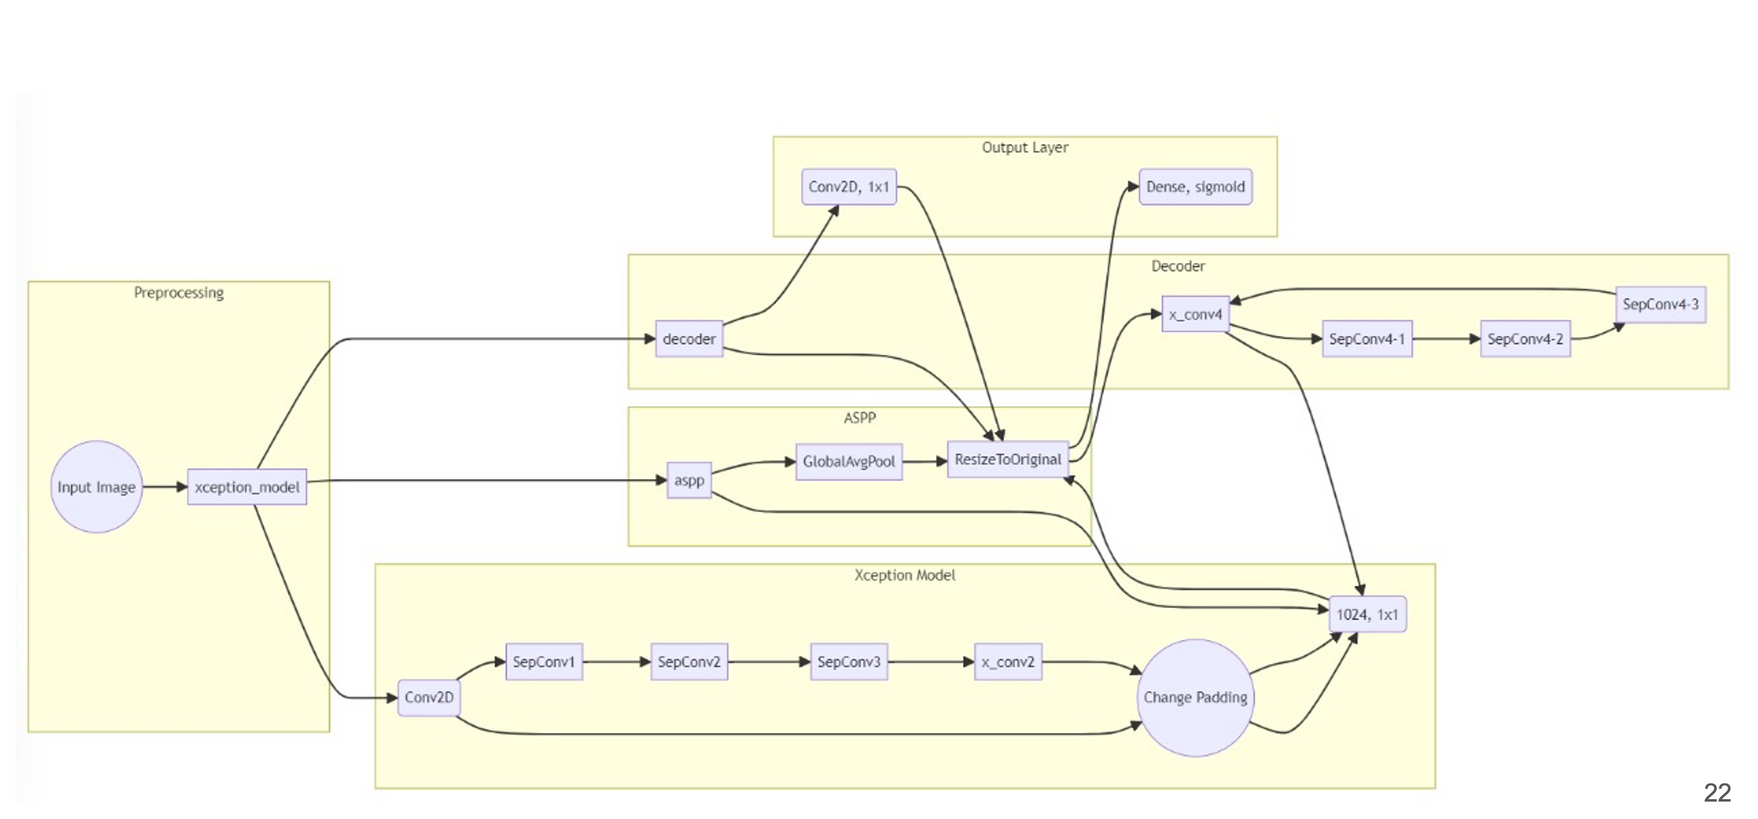 Output Layer
Conv2D, 1x1
Dense, sigmoid
Decoder
decoder
x_conv4
SepConv4-1
SepConv4-2
SepConv4-3
Preprocessing
Input Image
xception_model
ASPP
aspp
GlobalAvgPool
ResizeToOriginal
Xception Model
Conv2D
SepConv1
SepConv2
SepConv3
x_conv2
Change Padding
1024, 1x1
22